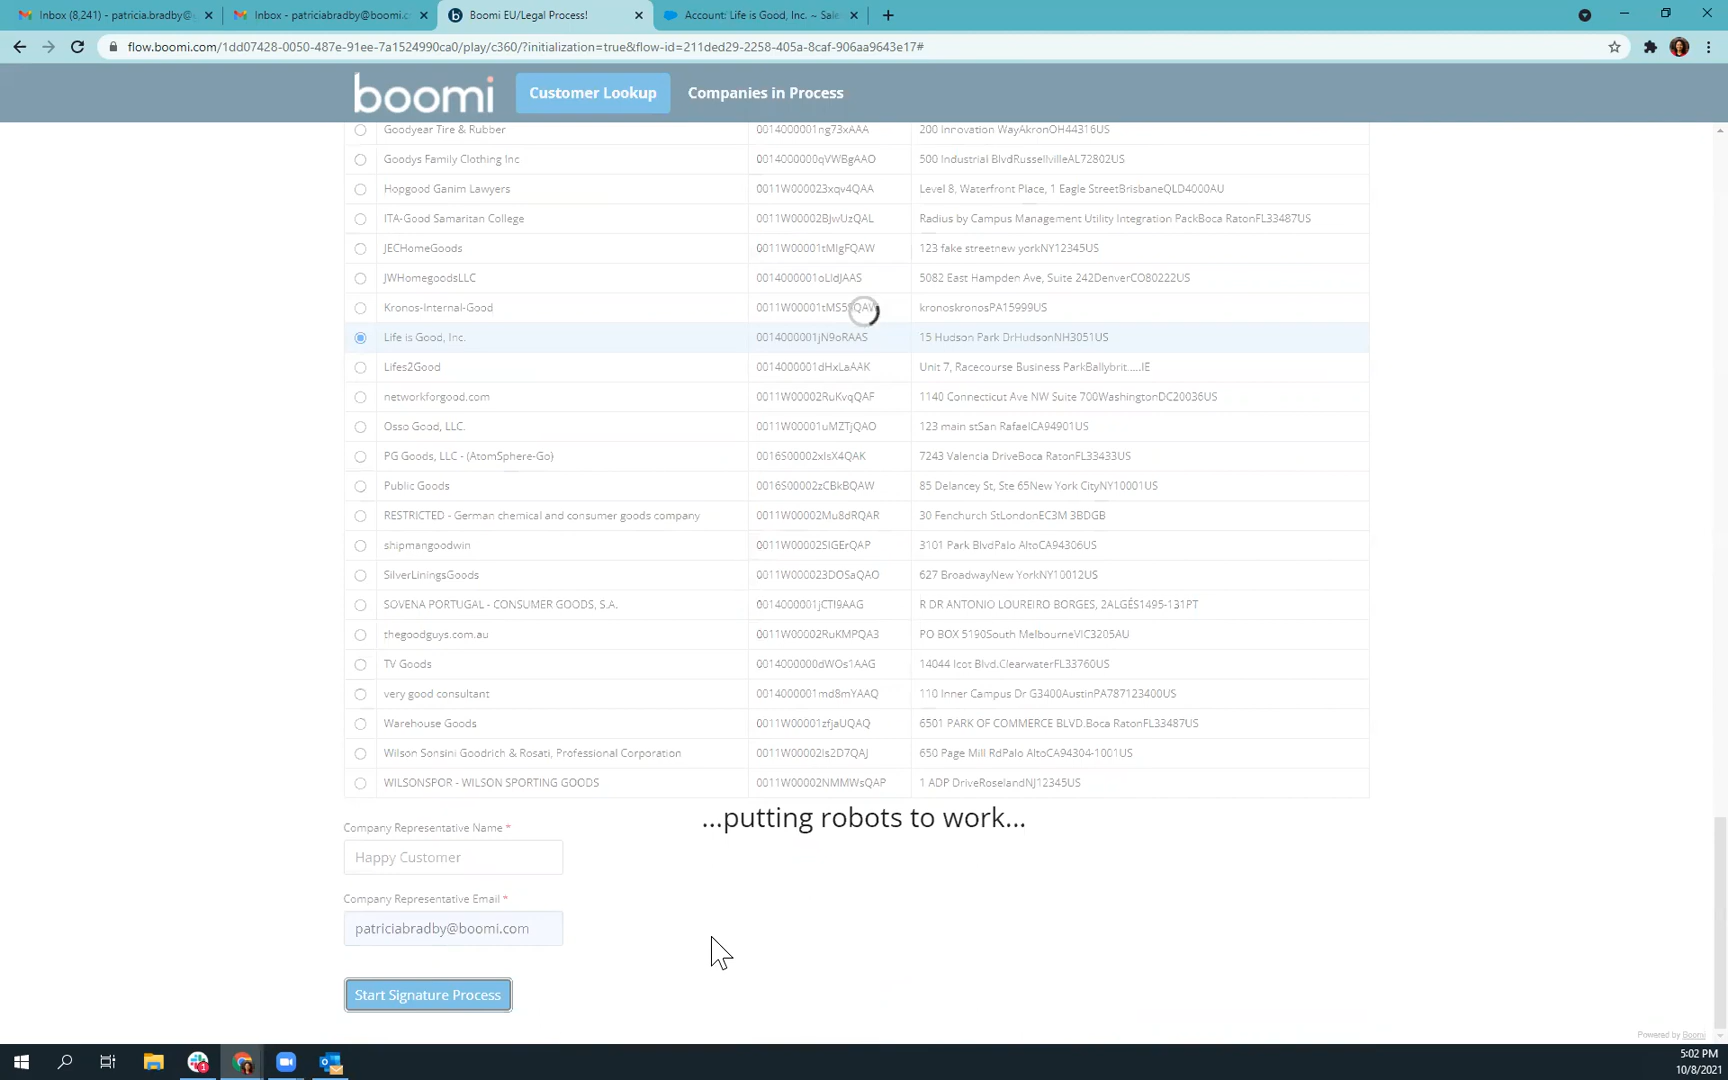 Inbox (8,241) - patricia.bradby@
Inbox - patriciabradby@boomi.c
Boomi EU/Legal Process!
Account: Life is Good, Inc. ~ Sale
flow.boomi.com/1dd07428-0050-487e-91ee-7a1524990ca0/play/c360/?initialization=true&flow-id=211ded29-2258-405a-8caf-906aa9643e17#
boomi Customer Lookup Companies in Process
Goodyear Tire & Rubber 0014000001ng73xAAA 200 Innovation WayAkronOH44316US
Goodys Family Clothing Inc 0014000000qVWBgAAO 500 Industrial BlvdRussellvilleAL72802US
Hopgood Ganim Lawyers 0011W000023xqv4QAA Level 8, Waterfront Place, 1 Eagle StreetBrisbaneQLD4000AU
ITA-Good Samaritan College 0011W00002BJwUzQAL Radius by Campus Management Utility Integration PackBoca RatonFL33487US
JECHomeGoods 0011W00001tMlgFQAW 123 fake streetnew yorkNY12345US
JWHomegoodsLLC 0014000001oLldJAAS 5082 East Hampden Ave, Suite 242DenverCO80222US
Kronos-Internal-Good kronoskronosPA15999US
Life is Good, Inc. 0014000001jN9oRAAS 15 Hudson Park DrHudsonNH3051US
Lifes2Good 0014000001dHxLaAAK Unit 7, Racecourse Business ParkBallybrit.....IE
networkforgood.com 0011W00002RuKvqQAF 1140 Connecticut Ave NW Suite 700WashingtonDC20036US
Osso Good, LLC. 0011W00001uMZTjQAO 123 main stSan RafaelCA94901US
PG Goods, LLC - (AtomSphere-Go) 0016S00002xIsX4QAK 7243 Valencia DriveBoca RatonFL33433US
Public Goods 0016S00002zCBkBQAW 85 Delancey St, Ste 65New York CityNY10001US
RESTRICTED - German chemical and consumer goods company 0011W00002Mu8dRQAR 30 Fenchurch StLondonEC3M 3BDGB
shipmangoodwin 0011W00002SIGErQAP 3101 Park BlvdPalo AltoCA94306US
SilverLiningsGoods 0011W000023DOSaQAO 627 BroadwayNew YorkNY10012US
SOVENA PORTUGAL - CONSUMER GOODS, S.A. 0014000001jCTI9AAG R DR ANTONIO LOUREIRO BORGES, 2ALGÉS1495-131PT
thegoodguys.com.au 0011W00002RuKMPQA3 PO BOX 5190South MelbourneVIC3205AU
TV Goods 0014000000dWOs1AAG 14044 Icot Blvd.ClearwaterFL33760US
very good consultant 0014000001md8mYAAQ 110 Inner Campus Dr G3400AustinPA787123400US
Warehouse Goods 0011W00001zfjaUQAQ 6501 PARK OF COMMERCE BLVD.Boca RatonFL33487US
Wilson Sonsini Goodrich & Rosati, Professional Corporation 0011W00002Is2D7QAJ 650 Page Mill RdPalo AltoCA94304-1001US
WILSONSPOR - WILSON SPORTING GOODS 0011W00002NMMWsQAP 1 ADP DriveRoselandNJ12345US
...putting robots to work...
Company Representative Name *
Happy Customer
Company Representative Email *
patriciabradby@boomi.com
Start Signature Process
Powered by Boomi
5:02 PM
10/8/2021